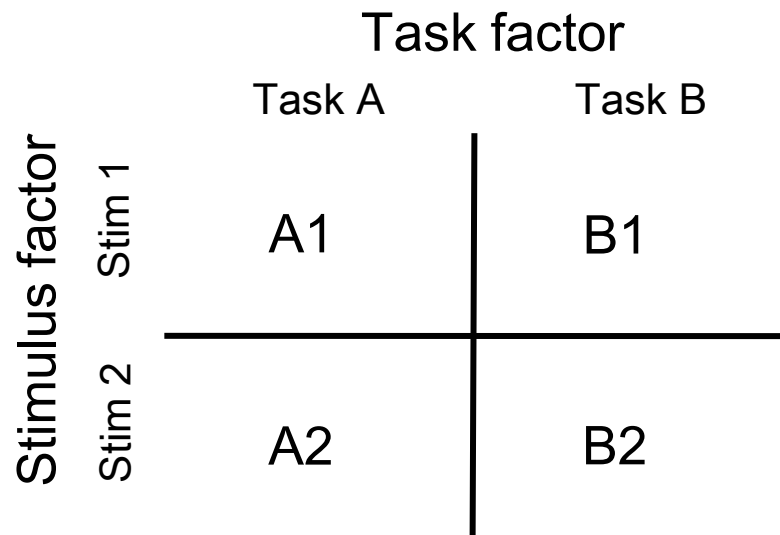 Task factor
Task A Task B
Stimulus factor
Stim 1
A1 B1
Stim 2
A2 B2